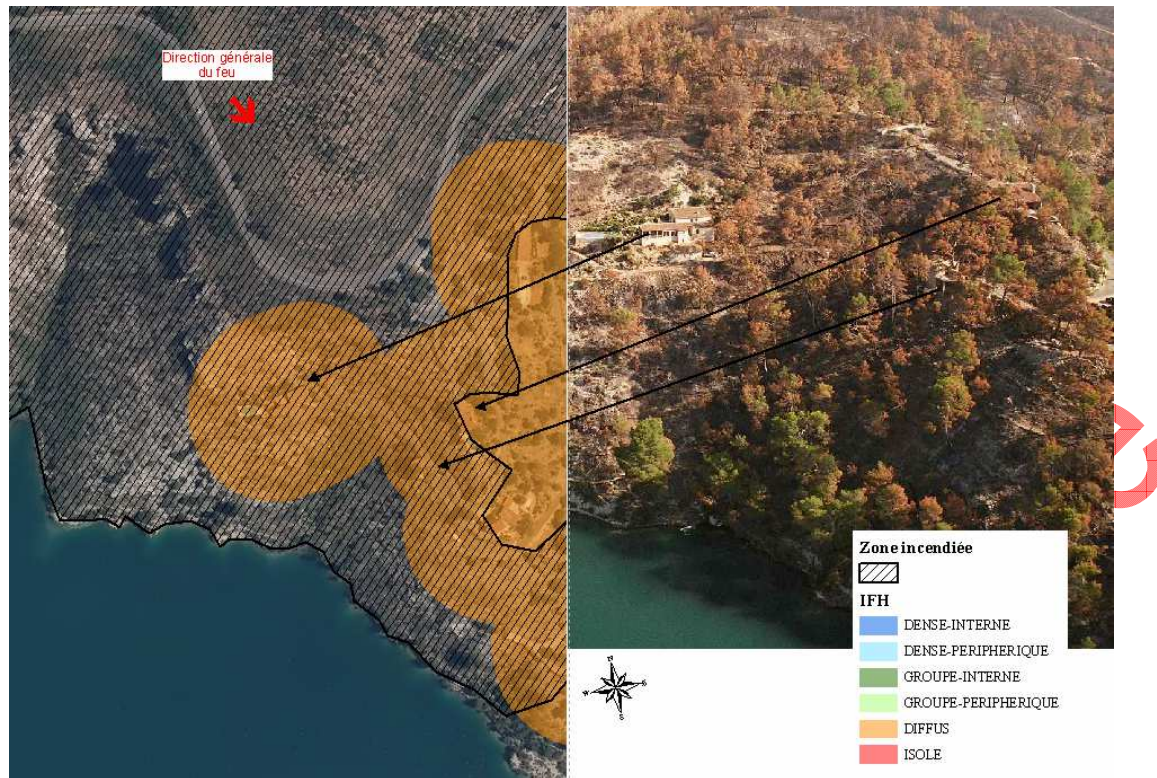 Direction générale
du feu
Zone incendiée
IFH
DENSE-INTERNE
DENSE-PERIPHERIQUE
GROUPE-INTERNE
GROUPE-PERIPHERIQUE
DIFFUS
ISOLE
N
E
S
W